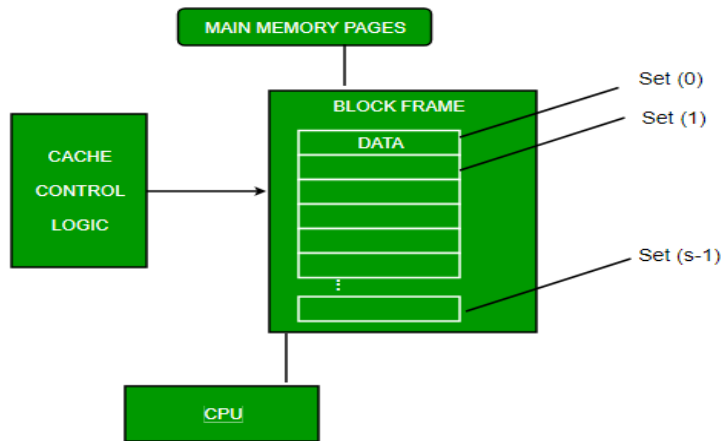 MAIN MEMORY PAGES
Set (0)
BLOCK FRAME
Set (1)
DATA
CACHE
CONTROL
LOGIC
Set (s-1)
CPU